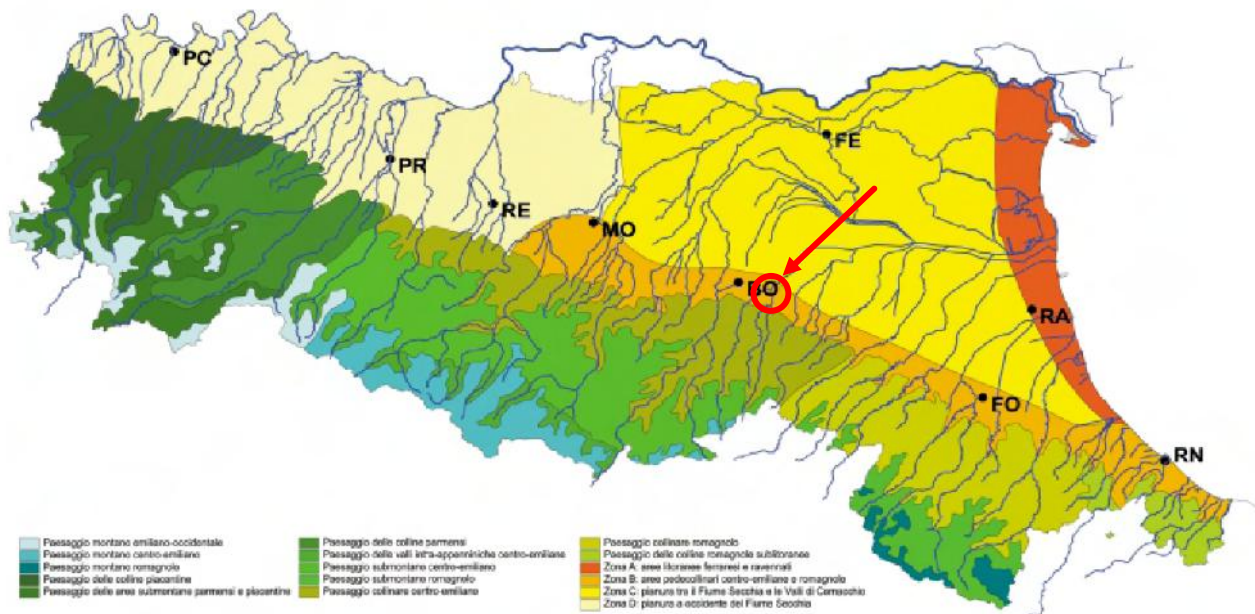 PC
FE
PR
RE
MO
BO
RA
FO
RN
Paesaggio montano emiliano-occidentale
Paesaggio montano centro-emiliano
Paesaggio montano romagnolo
Paesaggio delle colline piacentine
Paesaggio delle aree submontane parmensi e piacentine
Paesaggio delle colline parmensi
Paesaggio delle valli intra-appenniniche centro-emiliane
Paesaggio submontano centro-emiliano
Paesaggio submontano romagnolo
Paesaggio collinare centro-emiliano
Paesaggio collinare romagnolo
Paesaggio delle colline romagnole sublitoranee
Zona A: aree litoranee ferraresi e ravennati
Zona B: aree pedecollinari centro-emiliane e romagnole
Zona C: pianura tra il Fiume Secchia e le Valli di Comacchio
Zona D: pianura a occidente del Fiume Secchia